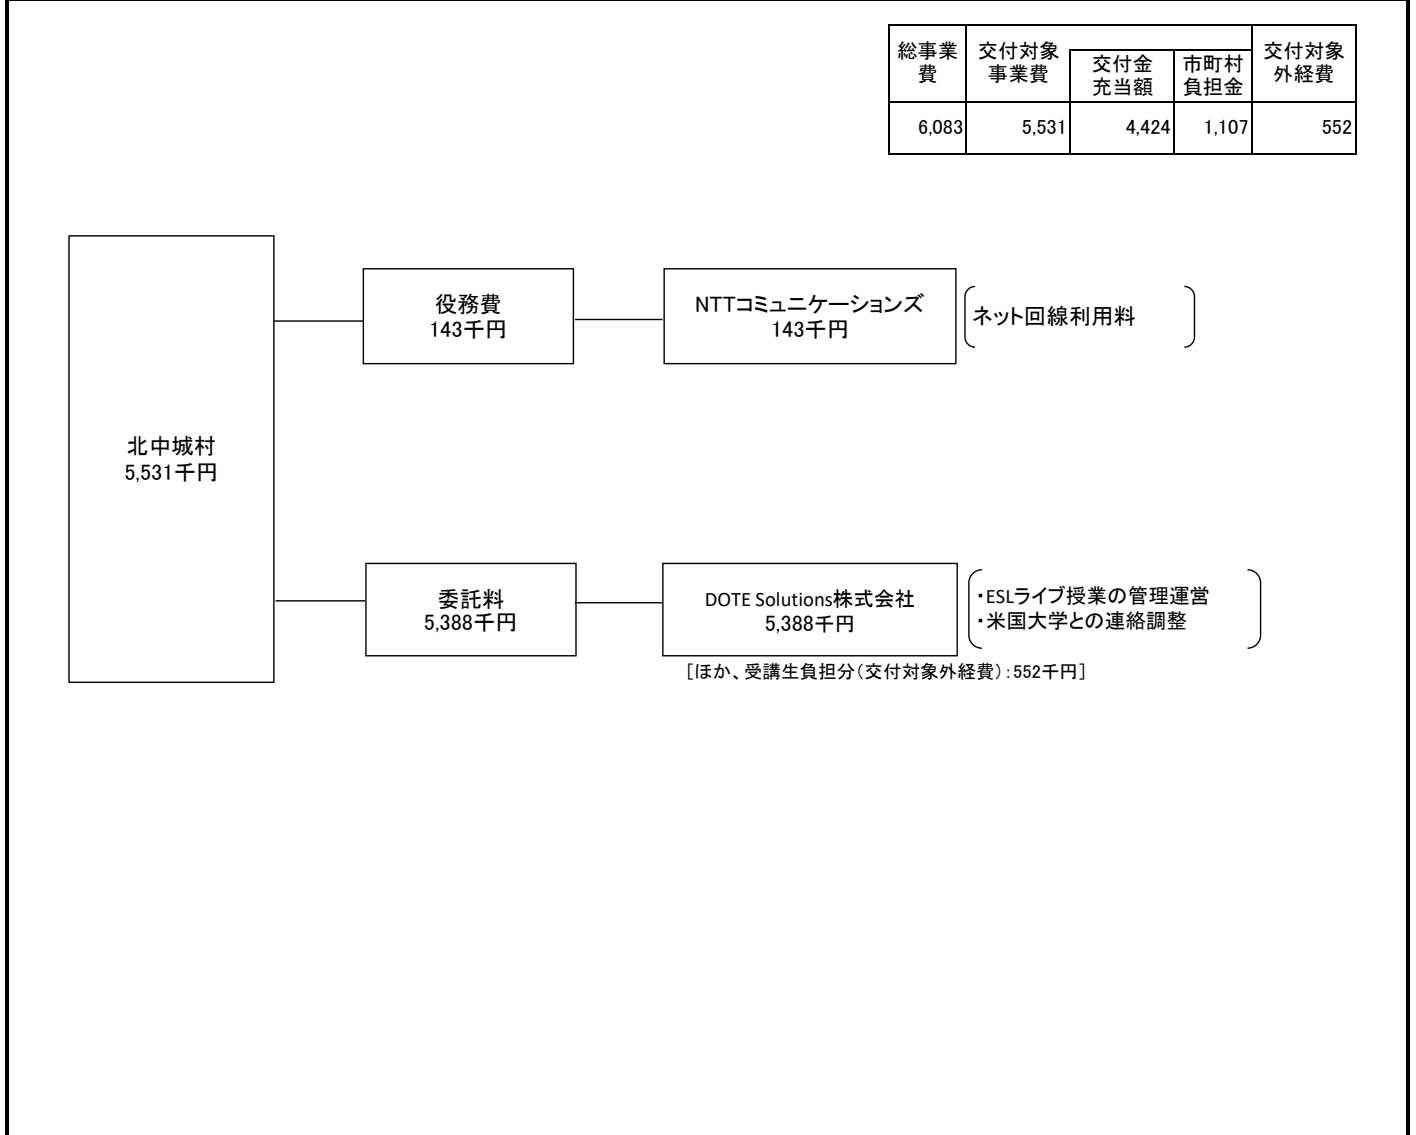 総事業費
交付対象事業費
交付金充当額
市町村負担金
交付対象外経費
6,083 5,531 4,424 1,107 552
役務費
143千円
NTTコミュニケーションズ
143千円
ネット回線利用料
北中城村
5,531千円
委託料
5,388千円
DOTE Solutions株式会社
5,388千円
・ESLライブ授業の管理運営
・米国大学との連絡調整
[ほか、受講生負担分(交付対象外経費):552千円]